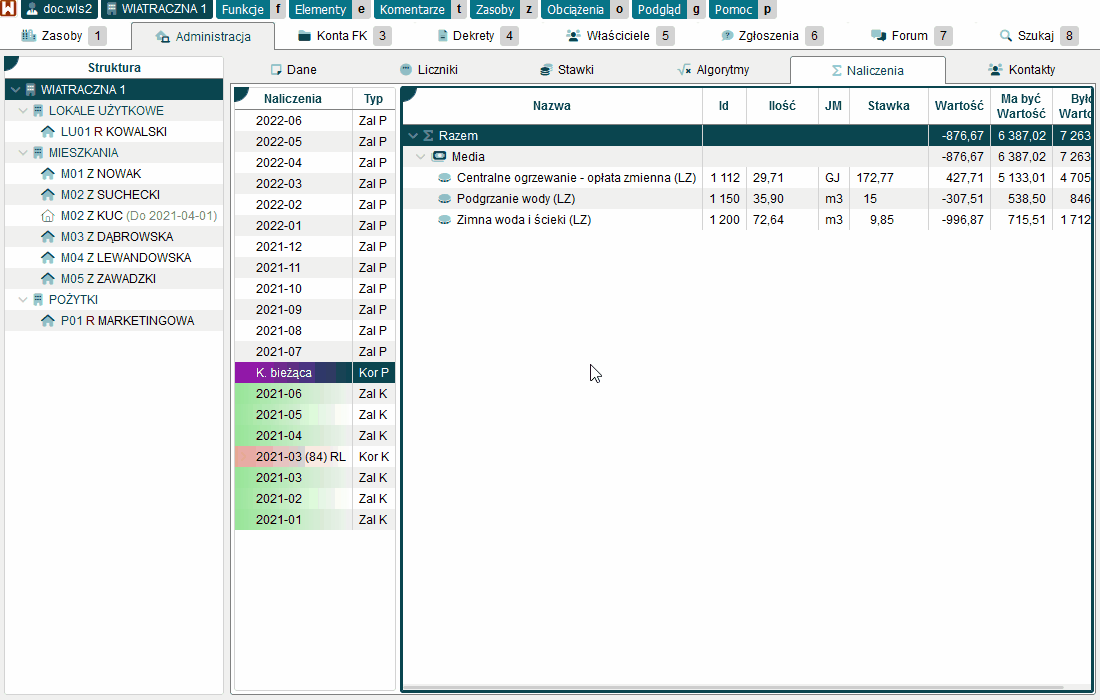 doc.wls2 WIATRACZNA 1 Funkcje f Elementy e Komentarze t Zasoby z Obciążenia o Podgląd g Pomoc p
Zasoby 1 Administracja Konta FK 3 Dekrety 4 Właściciele 5 Zgłoszenia 6 Forum 7 Szukaj 8
Struktura
WIATRACZNA 1
LOKALE UŻYTKOWE
LU01 R KOWALSKI
MIESZKANIA
M01 Z NOWAK
M02 Z SUCHECKI
M02 Z KUC (Do 2021-04-01)
M03 Z DĄBROWSKA
M04 Z LEWANDOWSKA
M05 Z ZAWADZKI
POŻYTKI
P01 R MARKETINGOWA
Dane Liczniki Stawki Algorytmy Naliczenia Kontakty
Naliczenia Typ
2022-06 Zal P
2022-05 Zal P
2022-04 Zal P
2022-03 Zal P
2022-02 Zal P
2022-01 Zal P
2021-12 Zal P
2021-11 Zal P
2021-10 Zal P
2021-09 Zal P
2021-08 Zal P
2021-07 Zal P
K. bieżąca Kor P
2021-06 Zal K
2021-05 Zal K
2021-04 Zal K
2021-03 (84) RL Kor K
2021-03 Zal K
2021-02 Zal K
2021-01 Zal K
Nazwa Id Ilość JM Stawka Wartość Ma być Wartość Było Warto
Σ Razem -876,67 6 387,02 7 263
Media -876,67 6 387,02 7 263
Centralne ogrzewanie - opłata zmienna (LZ) 1 112 29,71 GJ 172,77 427,71 5 133,01 4 705
Podgrzanie wody (LZ) 1 150 35,90 m3 15 -307,51 538,50 846
Zimna woda i ścieki (LZ) 1 200 72,64 m3 9,85 -996,87 715,51 1 712